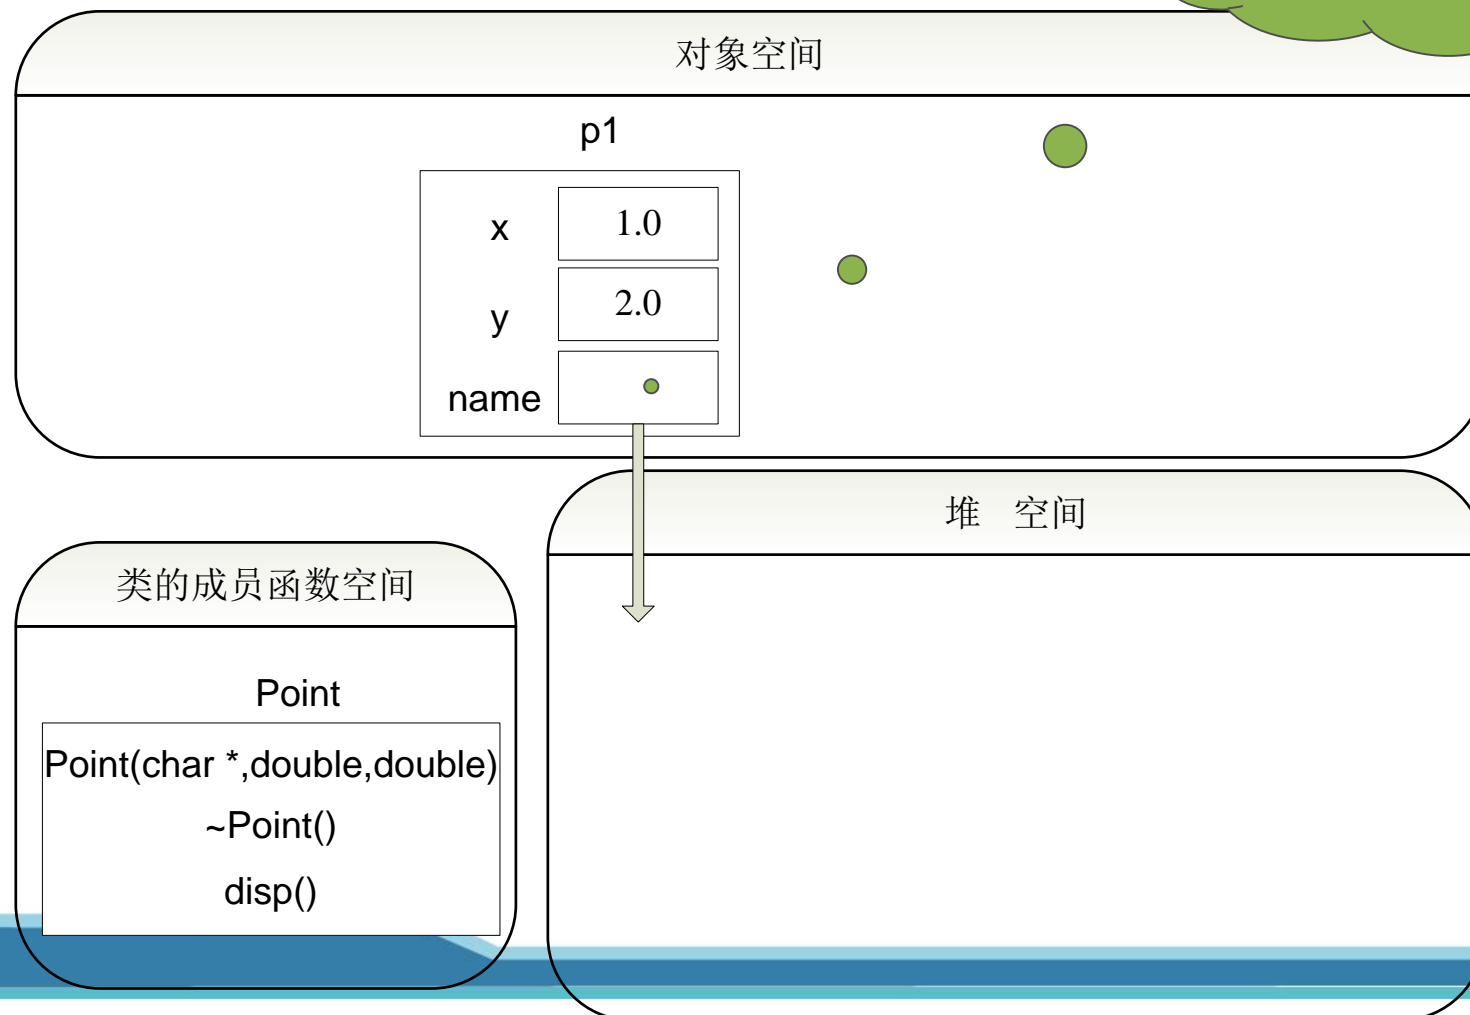 对象空间
p1
x 1.0
y 2.0
name
堆 空间
类的成员函数空间
Point
Point(char *,double,double)
~Point()
disp()